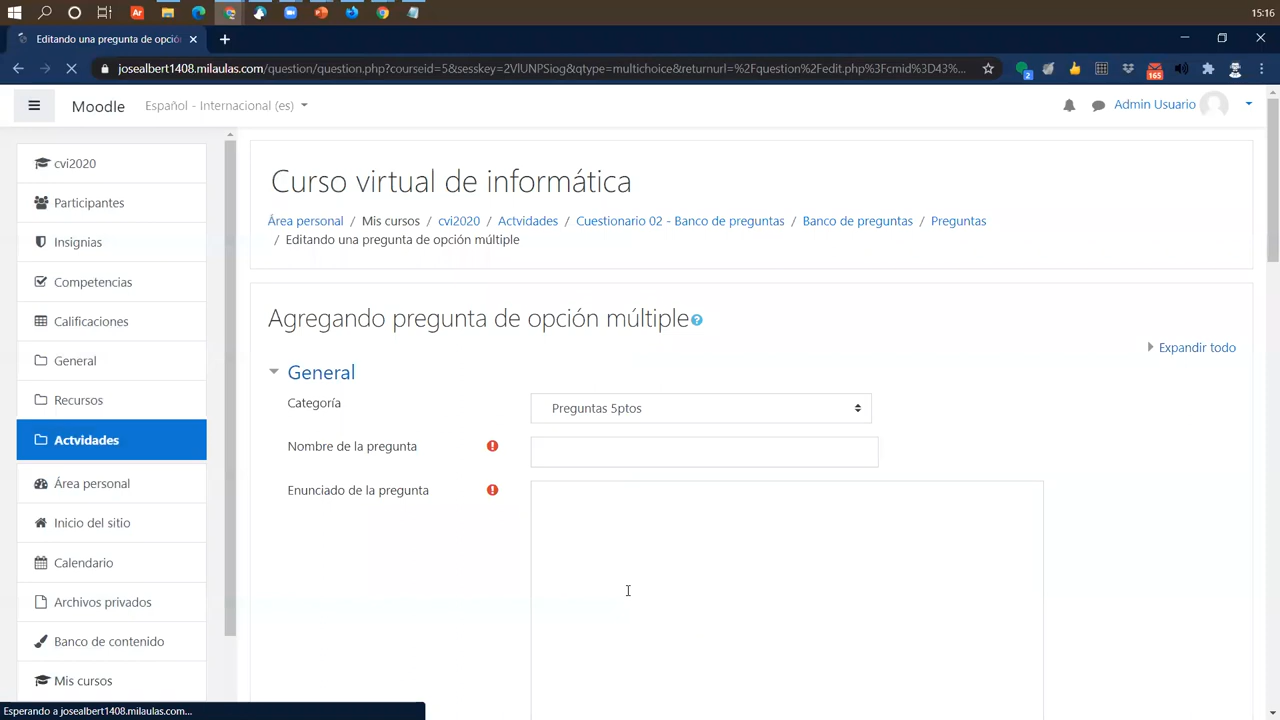 15:16
Editando una pregunta de opción
josealbert1408.milaulas.com/question/question.php?courseid=5&sesskey=2VlUNPSiog&qtype=multichoice&returnurl=%2Fquestion%2Fedit.php%3Fcmid%3D43%...
2
165
Moodle
Español - Internacional (es)
Admin Usuario
cvi2020
Participantes
Insignias
Competencias
Calificaciones
General
Recursos
Actvidades
Área personal
Inicio del sitio
Calendario
Archivos privados
Banco de contenido
Mis cursos
Curso virtual de informática
Área personal / Mis cursos / cvi2020 / Actvidades / Cuestionario 02 - Banco de preguntas / Banco de preguntas / Preguntas
/ Editando una pregunta de opción múltiple
Agregando pregunta de opción múltiple
Expandir todo
General
Categoría
Preguntas 5ptos
Nombre de la pregunta
Enunciado de la pregunta
Esperando a josealbert1408.milaulas.com...